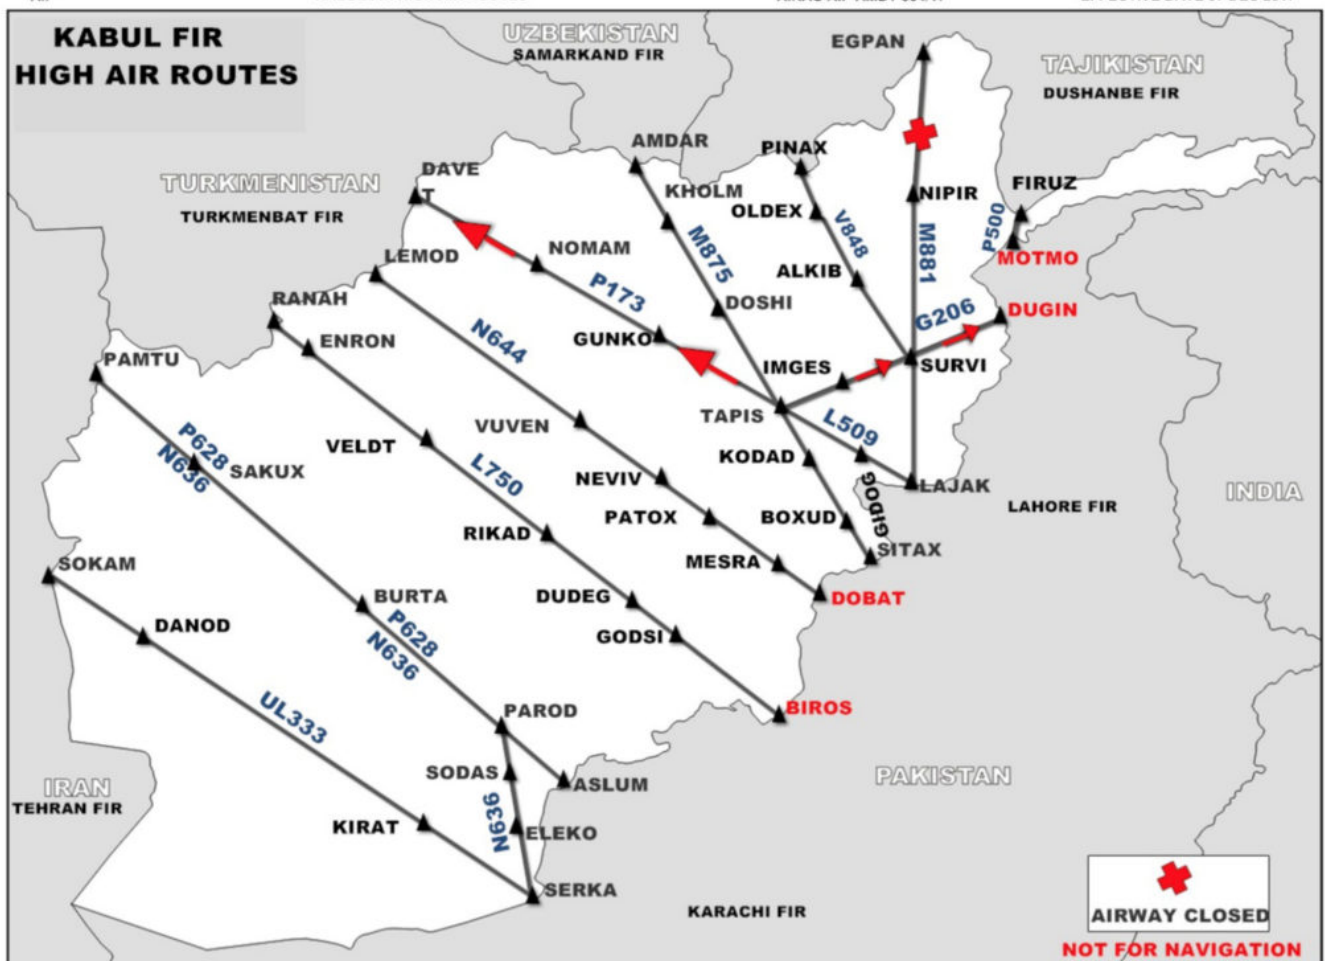 KABUL FIR
HIGH AIR ROUTES
UZBEKISTAN
SAMARKAND FIR
EGPAN
TAJIKISTAN
DUSHANBE FIR
TURKMENISTAN
TURKMENBAT FIR
DAVE
T
AMDAR
KHOLM
PINAX
OLDEX
V848
NIPIR
M881
FIRUZ
P500
MOTMO
LEMOD
NOMAM
M875
ALKIB
DUGIN
G206
RANAH
ENRON
P173
DOSHI
GUNKO
IMGES
SURVI
PAMTU
N644
TAPIS
L509
VUVEN
KODAD
GIDOG
LAJAK
P628
N636
SAKUX
VELDT
L750
NEVIV
PATOX
BOXUD
SITAX
LAHORE FIR
INDIA
SOKAM
RIKAD
MESRA
DOBAT
DANOD
BURTA
P628
N636
DUDEG
GODSI
UL333
PAROD
BIROS
IRAN
TEHRAN FIR
SODAS
ASLUM
PAKISTAN
KIRAT
N636
ELEKO
SERKA
KARACHI FIR
AIRWAY CLOSED
NOT FOR NAVIGATION